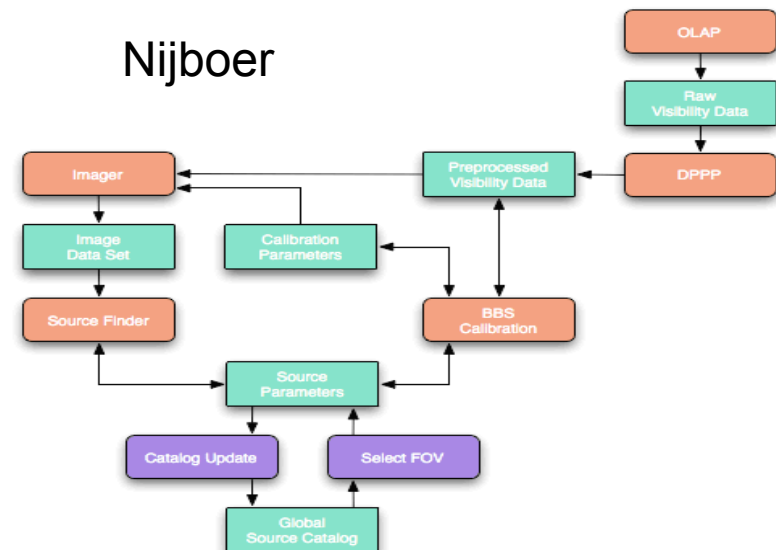 Nijboer
OLAP
Raw
Visibility Data
DPPP
Preprocessed
Visibility Data
Imager
Image
Data Set
Calibration
Parameters
Source Finder
BBS
Calibration
Source
Parameters
Catalog Update
Select FOV
Global
Source Catalog